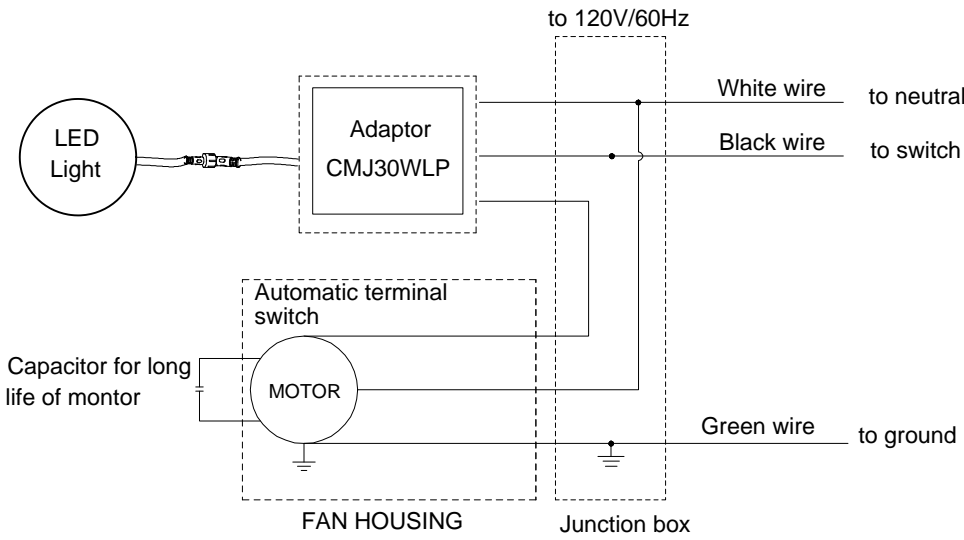 to 120V/60Hz
White wire
to neutral
LED
Light
Adaptor
CMJ30WLP
Black wire
to switch
Automatic terminal
switch
Capacitor for long
life of montor
MOTOR
Green wire
to ground
FAN HOUSING
Junction box